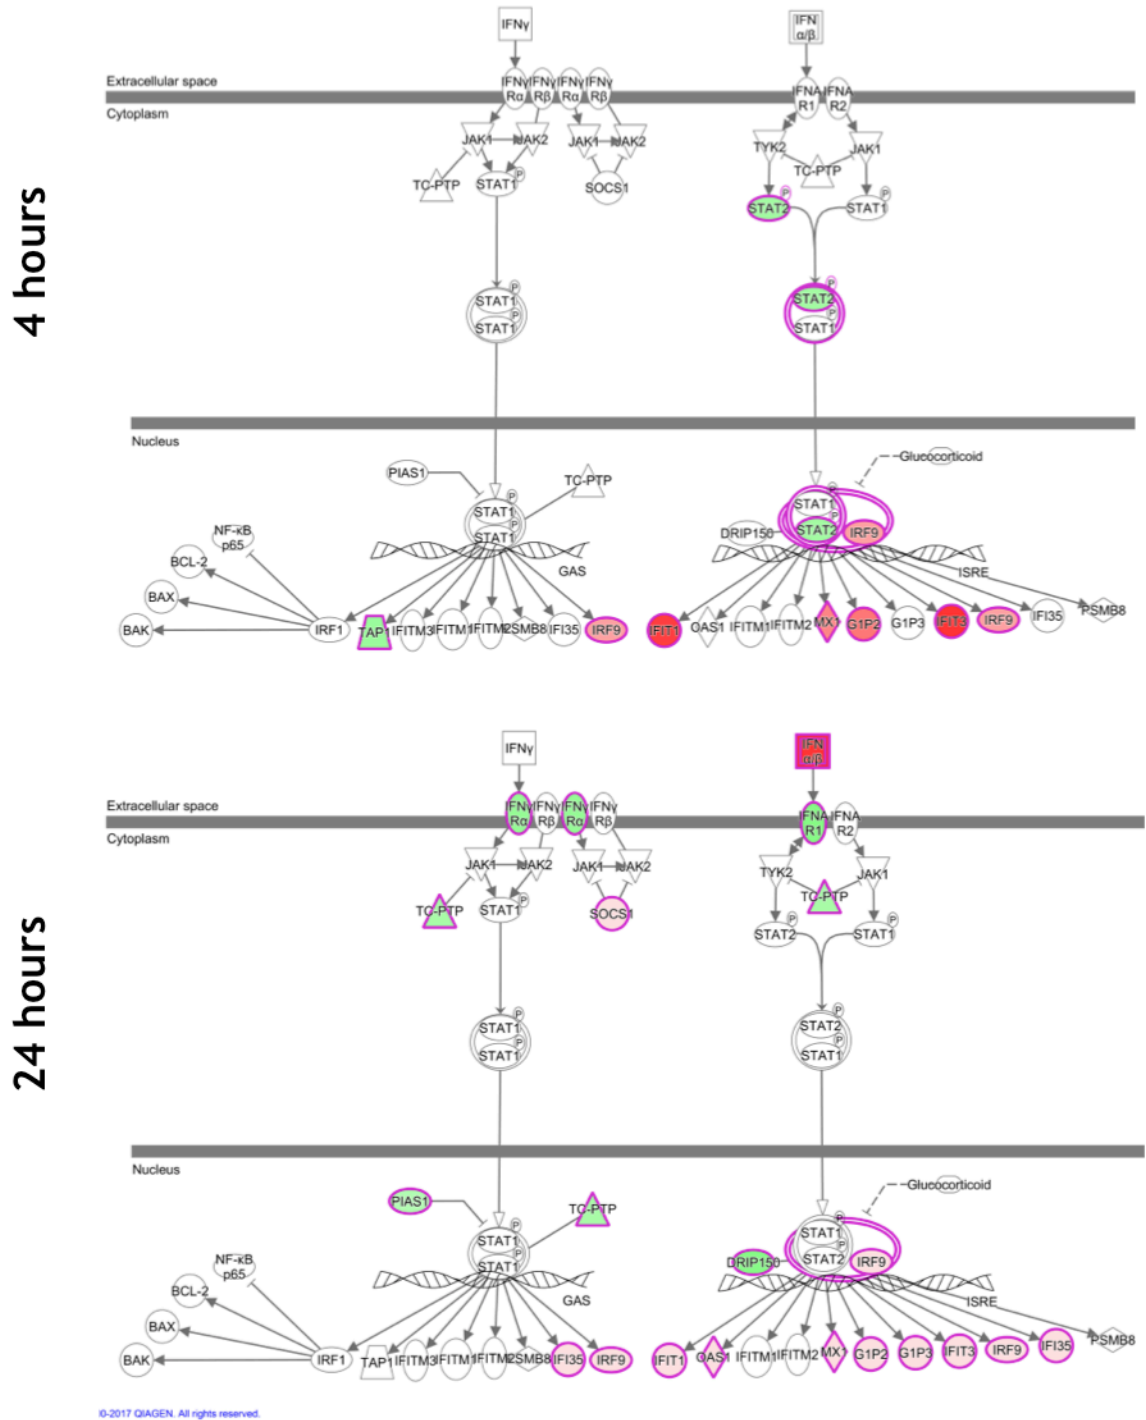 4 hours
IFNγ
IFN
α/β
Extracellular space
Cytoplasm
IFNγ
Rα
IFNγ
Rβ
IFNγ
Rα
IFNγ
Rβ
IFNA
R1
IFNA
R2
JAK1
JAK2
JAK1
JAK2
TYK2
JAK1
TC-PTP
STAT1
P
SOCS1
TC-PTP
STAT2
P
STAT1
P
STAT1
P
STAT1
P
STAT2
P
STAT1
P
Nucleus
PIAS1
TC-PTP
Glucocorticoid
STAT1
P
STAT1
P
STAT1
P
STAT2
P
IRF9
DRIP150
NF-κB
p65
BCL-2
BAX
BAK
GAS
ISRE
IRF1
TAP1
IFITM3
IFITM1
IFITM2
PSMB8
IFI35
IRF9
IFIT1
OAS1
IFITM1
IFITM2
MX1
G1P2
G1P3
IFIT3
IRF9
IFI35
PSMB8
24 hours
IFNγ
IFN
α/β
Extracellular space
Cytoplasm
IFNγ
Rα
IFNγ
Rβ
IFNγ
Rα
IFNγ
Rβ
IFNA
R1
IFNA
R2
JAK1
JAK2
JAK1
JAK2
TYK2
JAK1
TC-PTP
STAT1
P
SOCS1
TC-PTP
STAT2
P
STAT1
P
STAT1
P
STAT1
P
STAT2
P
STAT1
P
Nucleus
PIAS1
TC-PTP
Glucocorticoid
STAT1
P
STAT1
P
STAT1
P
STAT2
P
IRF9
DRIP150
NF-κB
p65
BCL-2
BAX
BAK
GAS
ISRE
IRF1
TAP1
IFITM3
IFITM1
IFITM2
PSMB8
IFI35
IRF9
IFIT1
OAS1
IFITM1
IFITM2
MX1
G1P2
G1P3
IFIT3
IRF9
IFI35
PSMB8
0-2017 QIAGEN. All rights reserved.